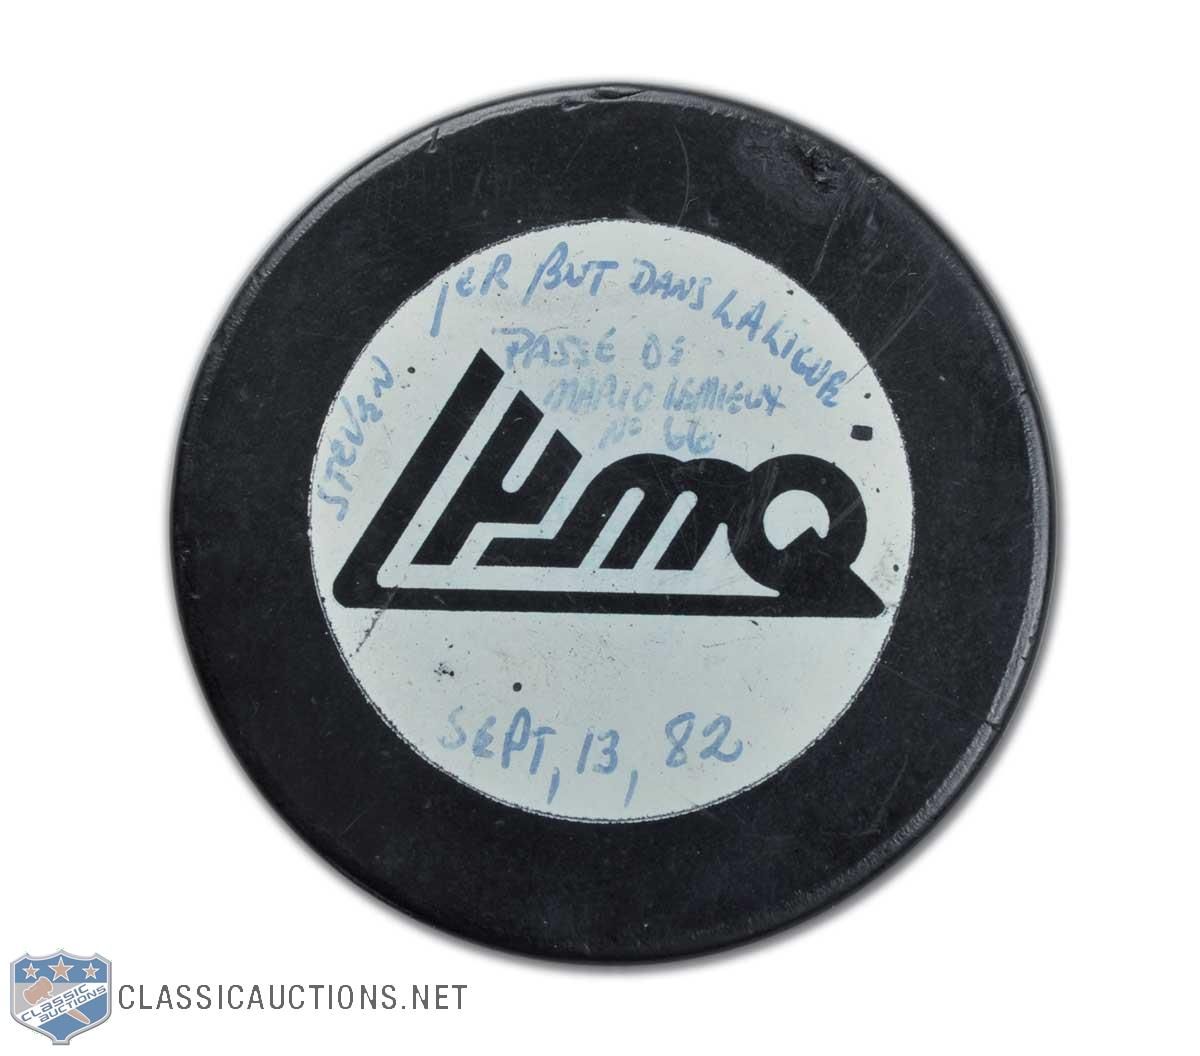 STEVEN 1ER BUT DANS LA LIGUE
PASSE DE
MARIO LEMIEUX
No 66
LHJMQ
SEPT, 13, 82
CLASSIC
AUCTIONS
CLASSICAUCTIONS.NET